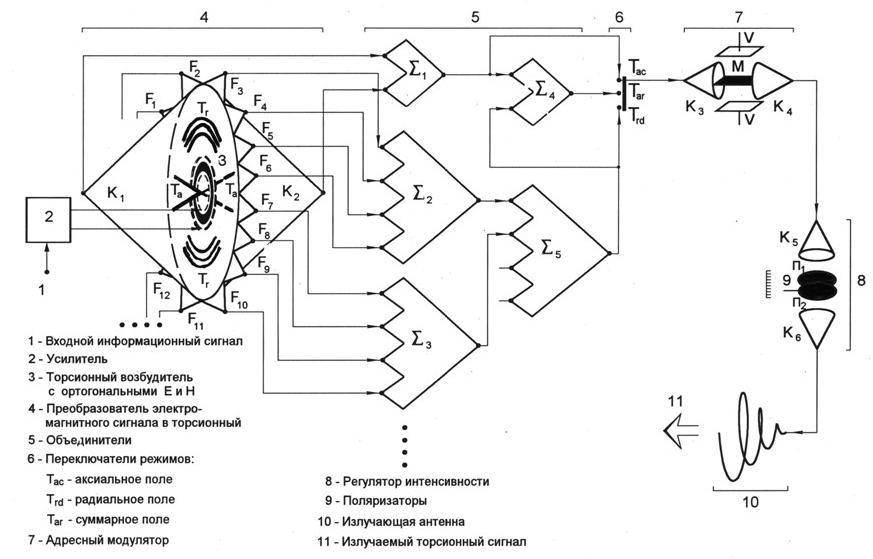 4
5
6
7
F₂
F₃
F₁
F₄
F₅
F₆
F₇
F₈
F₉
F₁₀
F₁₁
F₁₂
Tᵣ
3
Tₐ
Tₐ
Tᵣ
K₁
K₂
2
1
Σ₁
Σ₂
Σ₃
Σ₄
Σ₅
Tac
Tar
Trd
V
M
V
K₃
K₄
K₅
П₁
9
П₂
8
K₆
11
10
1 - Входной информационный сигнал
2 - Усилитель
3 - Торсионный возбудитель
с ортогональными E и H
4 - Преобразователь электро-
магнитного сигнала в торсионный
5 - Объединители
6 - Переключатели режимов:
Tac - аксиальное поле
Trd - радиальное поле
Tar - суммарное поле
7 - Адресный модулятор
8 - Регулятор интенсивности
9 - Поляризаторы
10 - Излучающая антенна
11 - Излучаемый торсионный сигнал